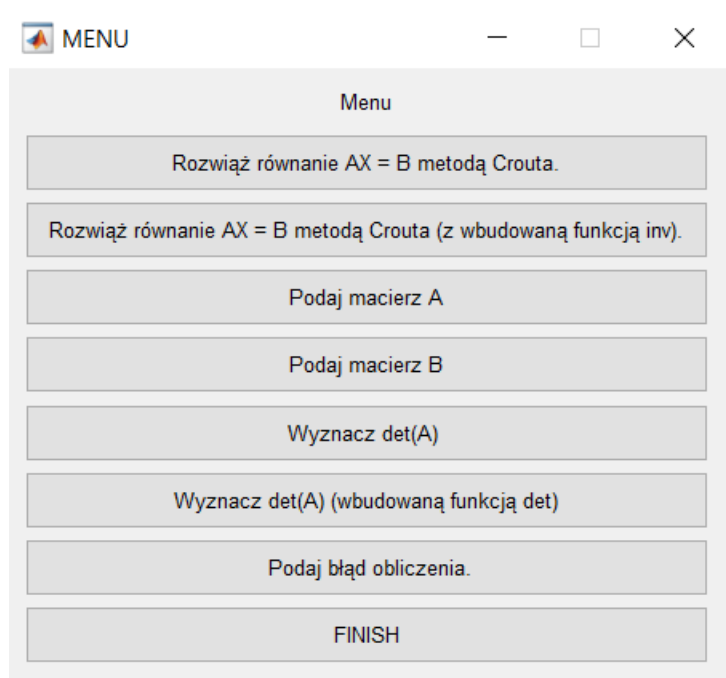 MENU
Menu
Rozwiąż równanie AX = B metodą Crouta.
Rozwiąż równanie AX = B metodą Crouta (z wbudowaną funkcją inv).
Podaj macierz A
Podaj macierz B
Wyznacz det(A)
Wyznacz det(A) (wbudowaną funkcją det)
Podaj błąd obliczenia.
FINISH